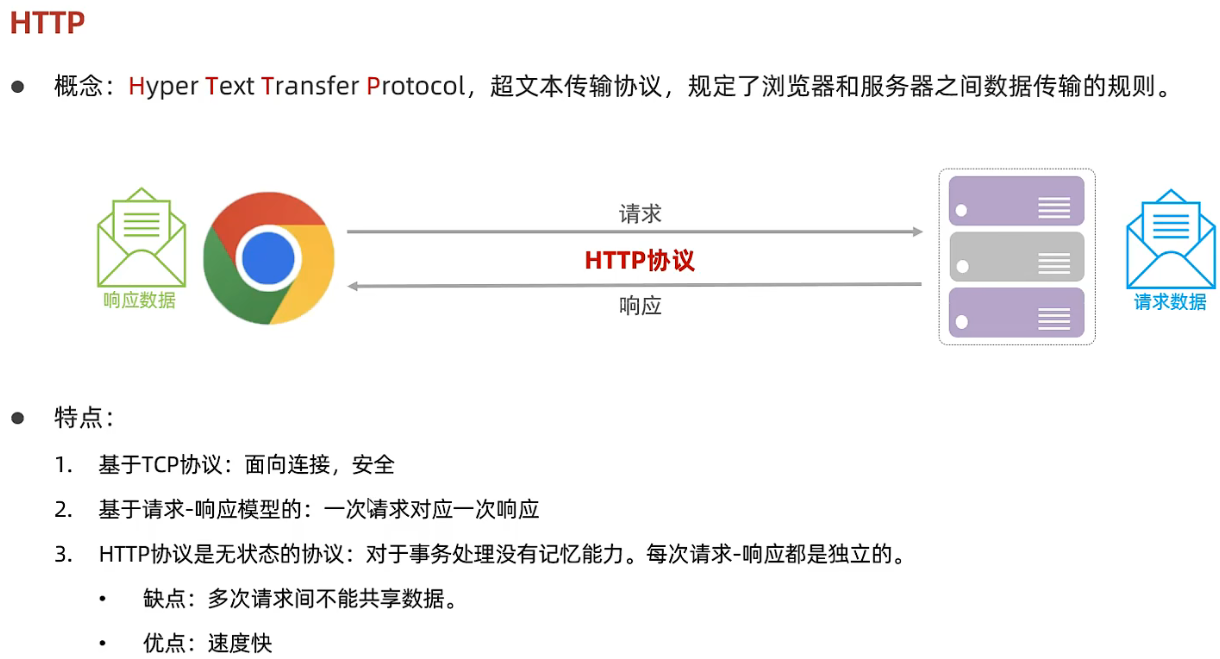 HTTP
概念：Hyper Text Transfer Protocol，超文本传输协议，规定了浏览器和服务器之间数据传输的规则。
请求
HTTP协议
响应
响应数据
请求数据
特点：
1. 基于TCP协议：面向连接，安全
2. 基于请求-响应模型的：一次请求对应一次响应
3. HTTP协议是无状态的协议：对于事务处理没有记忆能力。每次请求-响应都是独立的。
• 缺点：多次请求间不能共享数据。
• 优点：速度快